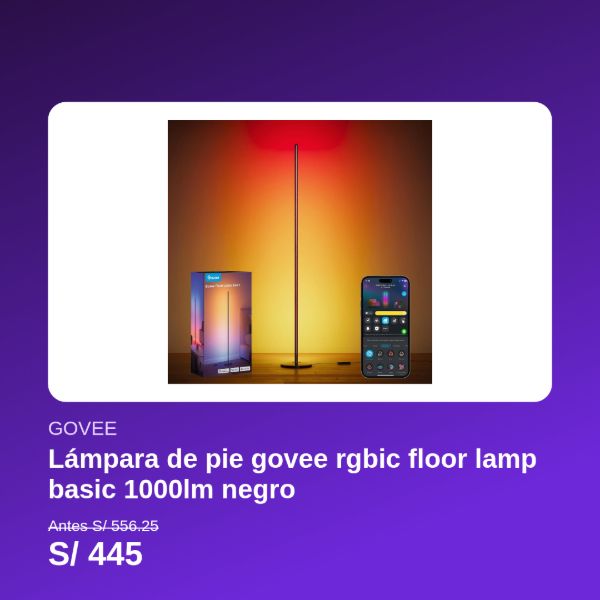 GOVEE
Lámpara de pie govee rgbic floor lamp
basic 1000lm negro
Antes S/ 556.25
S/ 445